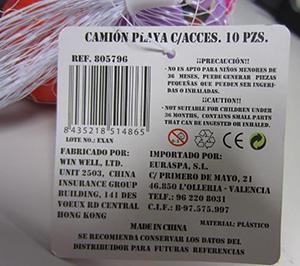 CAMIÓN PLAYA C/ACCES. 10 PZS.
REF. 805796
¡¡¡PRECAUCIÓN!!!
- NO ES APTO PARA NIÑOS MENORES DE
36 MESES, PUEDE GENERAR PIEZAS
PEQUEÑAS QUE PUEDEN SER INGERIDAS
O INHALADAS.
¡¡¡CAUTION!!!
- NOT SUITABLE FOR CHILDREN UNDER
36 MONTHS, CONTAINS SMALL PARTS
THAT CAN BE INGESTED OR INHALED.
8 435218 514865
LOTE NO.: EXAN
CE
0-3
FABRICADO POR:
WIN WELL, LTD.
UNIT 2503, CHINA
INSURANCE GROUP
BUILDING, 141 DES
VOEUX RD CENTRAL
HONG KONG
IMPORTADO POR:
EURASPA, S.L.
C/ PRIMERO DE MAYO, 21
46.850 L'OLLERIA - VALENCIA
TEL.: 96 220 8031
C.I.F.: B-97.575.997
MATERIAL: PLÁSTICO
MADE IN CHINA
SE RECOMIENDA CONSERVAR LOS DATOS DEL
DISTRIBUIDOR PARA FUTURAS REFERENCIAS